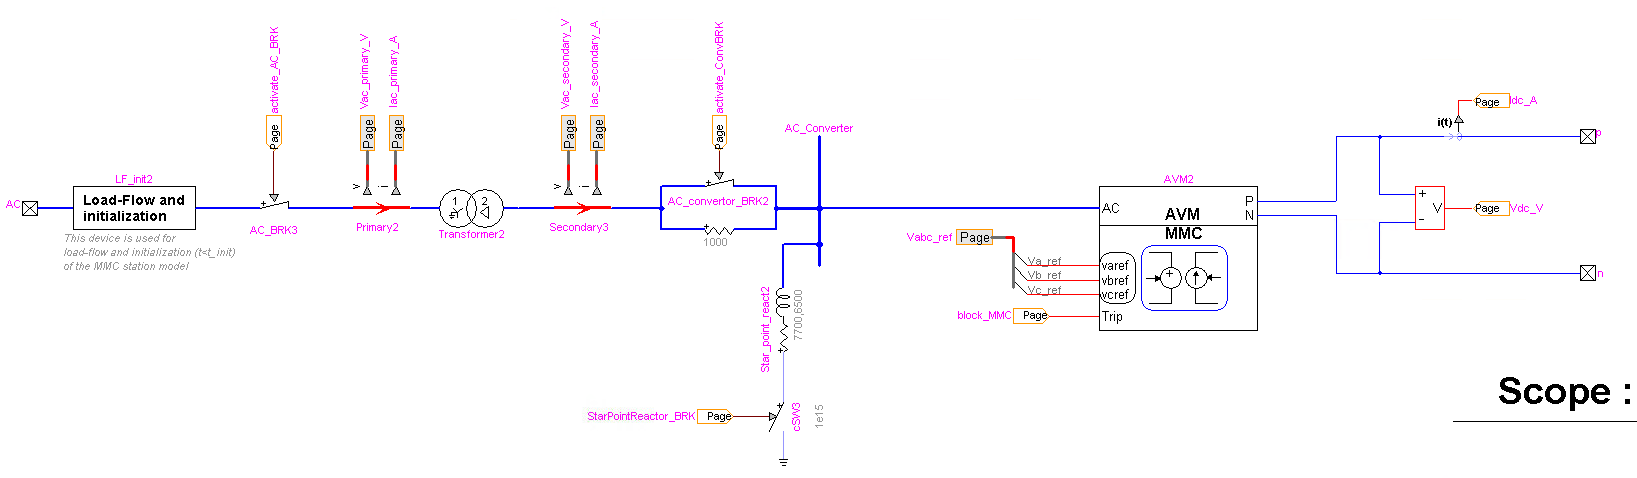 activate_AC_BRK
Page
Vac_primary_V
Page
Iac_primary_A
Page
Vac_secondary_V
Page
Iac_secondary_A
Page
activate_ConvBRK
Page
AC_Converter
Page
Idc_A
i(t)
p
LF_init2
Load-Flow and
initialization
AC
This device is used for
load-flow and initialization (t<t_init)
of the MMC station model
+
AC_BRK3
v
i
Primary2
1
2
Transformer2
v
i
Secondary3
+
AC_convertor_BRK2
+
1000
AVM2
AC
P
N
AVM
MMC
+
V
-
Page
Vdc_V
Vabc_ref
Page
Va_ref
Vb_ref
Vc_ref
varef
vbref
vcref
+
block_MMC
Page
Trip
n
Star_point_react2
7700,6500
+
StarPointReactor_BRK
Page
+
cSW3
1e15
Scope :